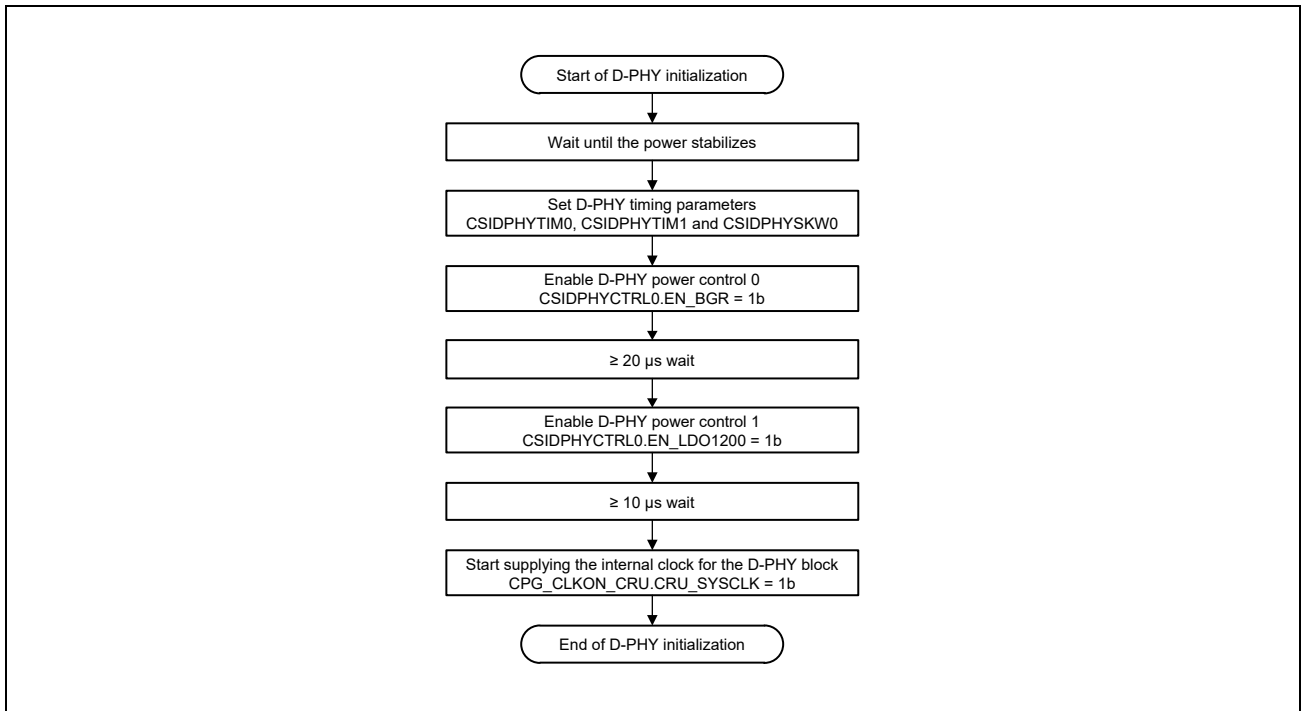 Start of D-PHY initialization
Wait until the power stabilizes
Set D-PHY timing parameters
CSIDPHYTIM0, CSIDPHYTIM1 and CSIDPHYSKW0
Enable D-PHY power control 0
CSIDPHYCTRL0.EN_BGR = 1b
≥ 20 µs wait
Enable D-PHY power control 1
CSIDPHYCTRL0.EN_LDO1200 = 1b
≥ 10 µs wait
Start supplying the internal clock for the D-PHY block
CPG_CLKON_CRU.CRU_SYSCLK = 1b
End of D-PHY initialization